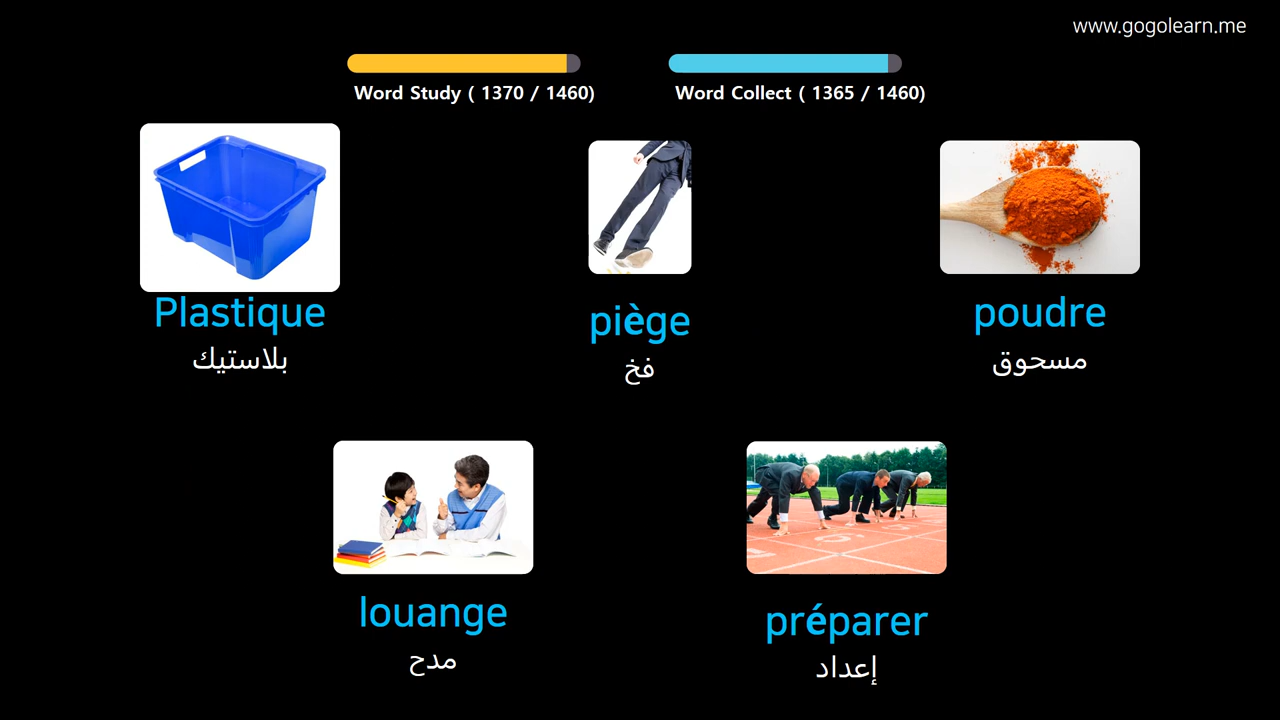 www.gogolearn.me
Word Study ( 1370 / 1460)
Word Collect ( 1365 / 1460)
Plastique
بلاستيك
piège
فخ
poudre
مسحوق
louange
مدح
préparer
إعداد